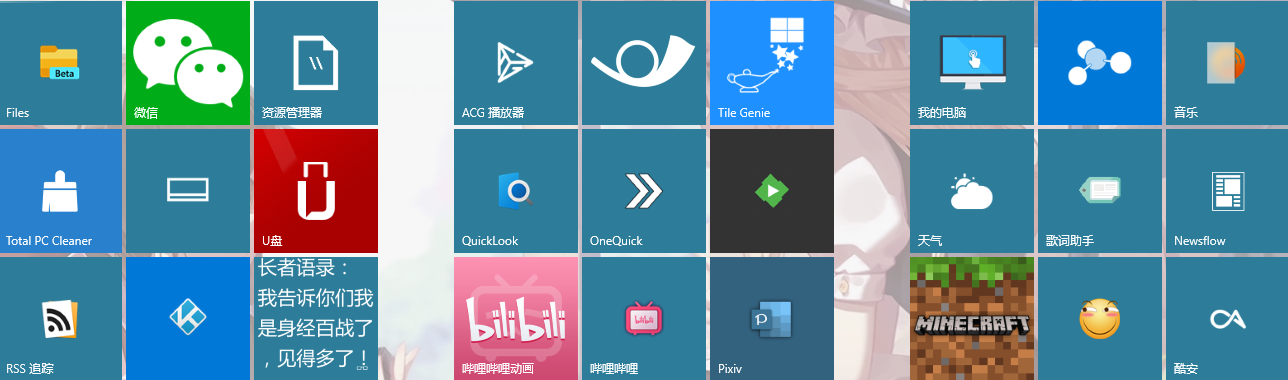 Beta
Files
微信
资源管理器
ACG 播放器
Tile Genie
我的电脑
音乐
Total PC Cleaner
U盘
QuickLook
OneQuick
天气
歌词助手
Newsflow
RSS 追踪
长者语录：
我告诉你们我
是身经百战了
，见得多了！
bilibili
哔哩哔哩动画
bilibili
哔哩哔哩
P
Pixiv
MINECRAFT
酷安